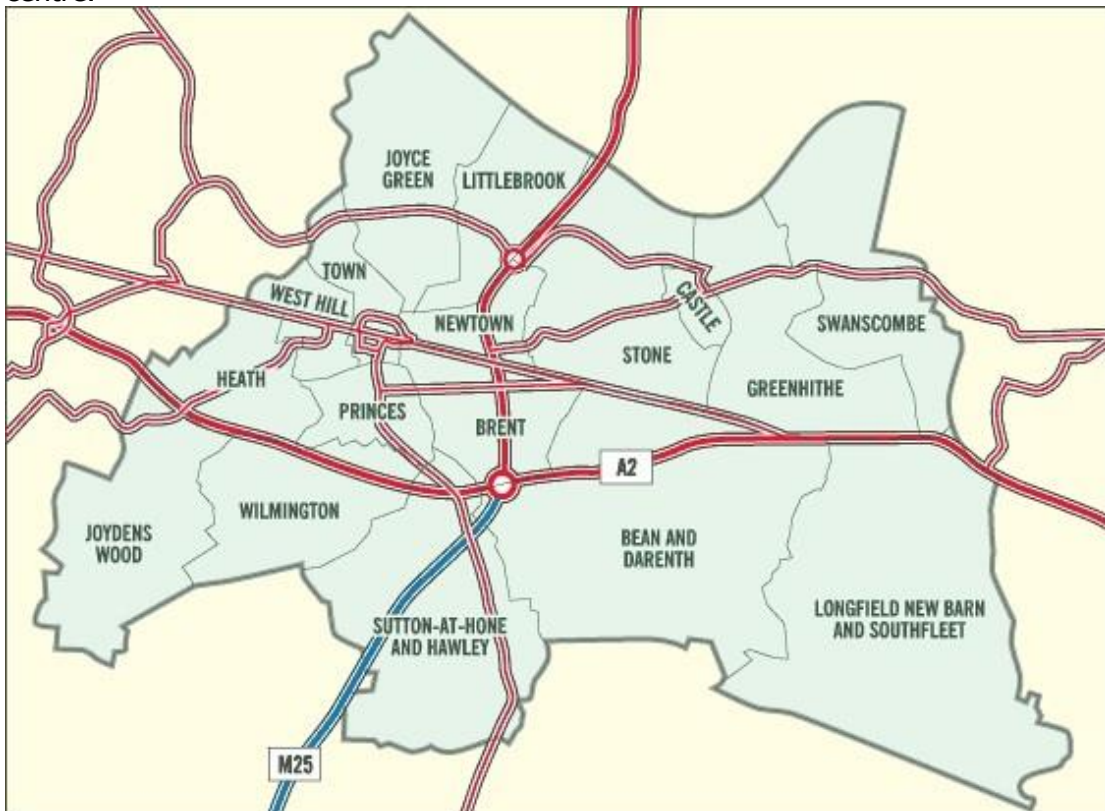 JOYCE
GREEN
LITTLEBROOK
TOWN
WEST HILL
CASTLE
NEWTOWN
SWANSCOMBE
STONE
HEATH
GREENHITHE
PRINCES
BRENT
A2
WILMINGTON
JOYDENS
WOOD
BEAN AND
DARENTH
LONGFIELD NEW BARN
AND SOUTHFLEET
SUTTON-AT-HONE
AND HAWLEY
M25